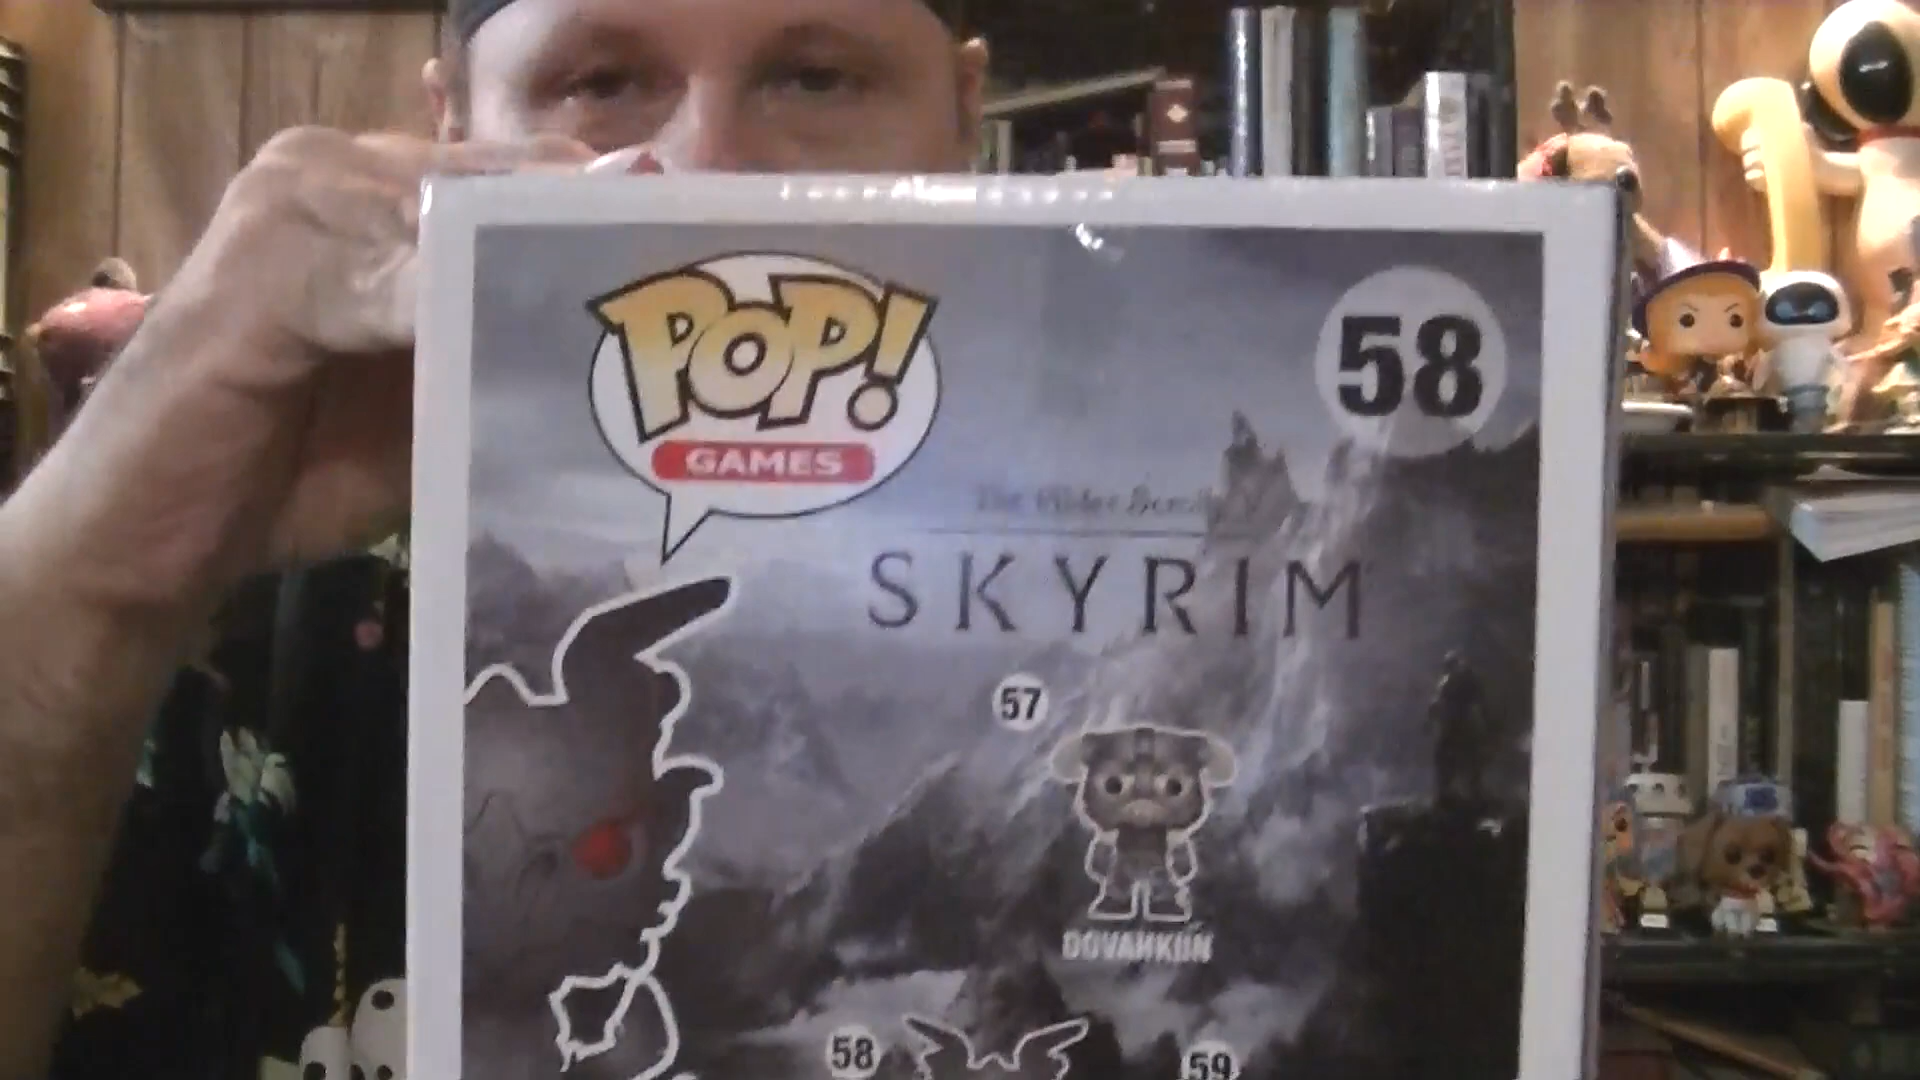 POP!
GAMES
58
The Elder Scrolls V
SKYRIM
57
DOVAHKIIN
58
59